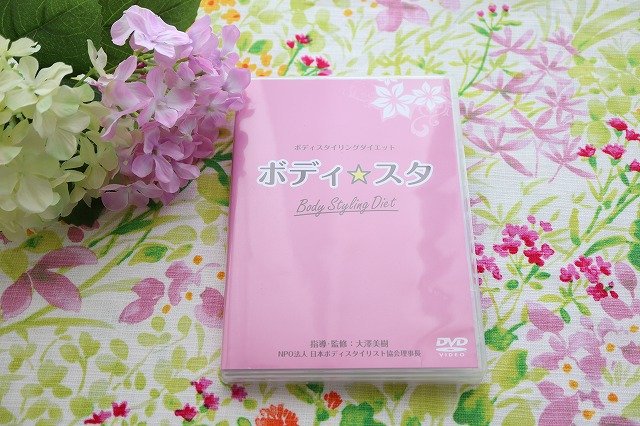 ボディスタイリングダイエット
ボディ☆スタ
Body Styling Diet
指導・監修：大澤美樹
NPO法人 日本ボディスタイリスト協会理事長
DVD
VIDEO